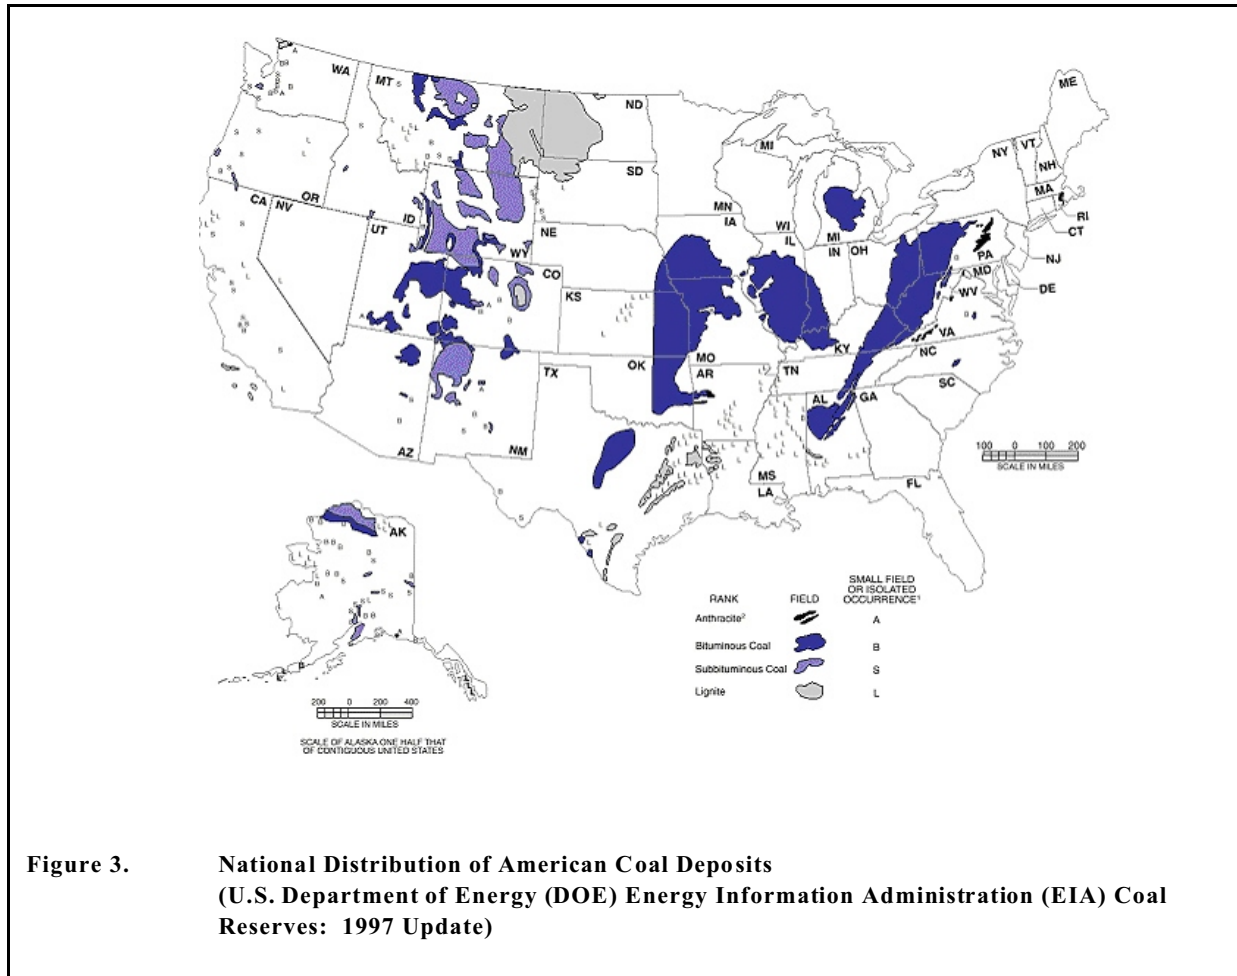 WA
MT
ND
ME
MI
NY
VT
NH
SD
MA
MN
CA
NV
OR
ID
IA
WI
RI
UT
NE
IL
MI
CT
WY
IN
OH
PA
NJ
CO
MD
KS
WV
DE
VA
MO
KY
NC
OK
AR
TN
TX
SC
AL
GA
AZ
NM
MS
LA
FL
AK
100 0 100 200
SCALE IN MILES
SMALL FIELD
OR ISOLATED
RANK FIELD OCCURRENCE¹
Anthracite² A
Bituminous Coal B
Subbituminous Coal S
Lignite L
200 0 200 400
SCALE IN MILES
SCALE OF ALASKA ONE HALF THAT
OF CONTIGUOUS UNITED STATES
Figure 3. National Distribution of American Coal Deposits
(U.S. Department of Energy (DOE) Energy Information Administration (EIA) Coal
Reserves: 1997 Update)